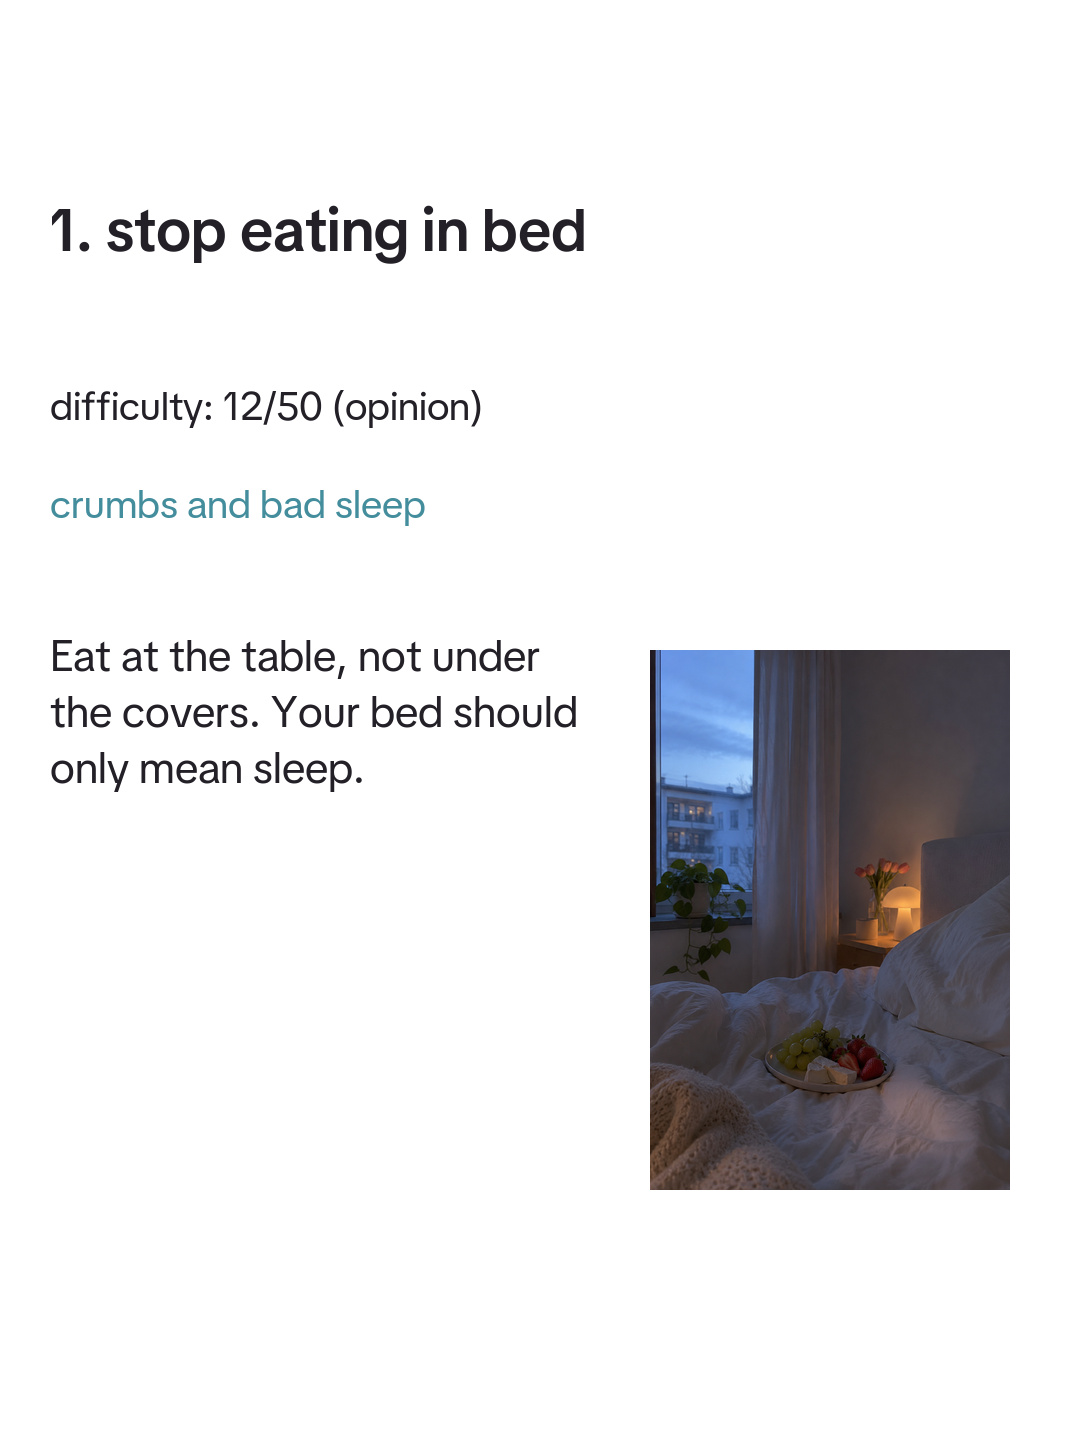 1. stop eating in bed
difficulty: 12/50 (opinion)
crumbs and bad sleep
Eat at the table, not under
the covers. Your bed should
only mean sleep.